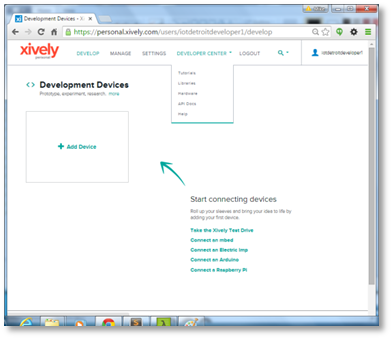 Development Devices - Xi
https://personal.xively.com/users/iotdetroitdeveloper1/develop
xively
personal
DEVELOP MANAGE SETTINGS DEVELOPER CENTER LOGOUT iotdetroitdeveloper1
Tutorials
Libraries
Hardware
API Docs
Help
<> Development Devices
Prototype, experiment, research. more
+ Add Device
Start connecting devices
Roll up your sleeves and bring your idea to life by
adding your first device.
Take the Xively Test Drive
Connect an mbed
Connect an Electric Imp
Connect an Arduino
Connect a Raspberry Pi